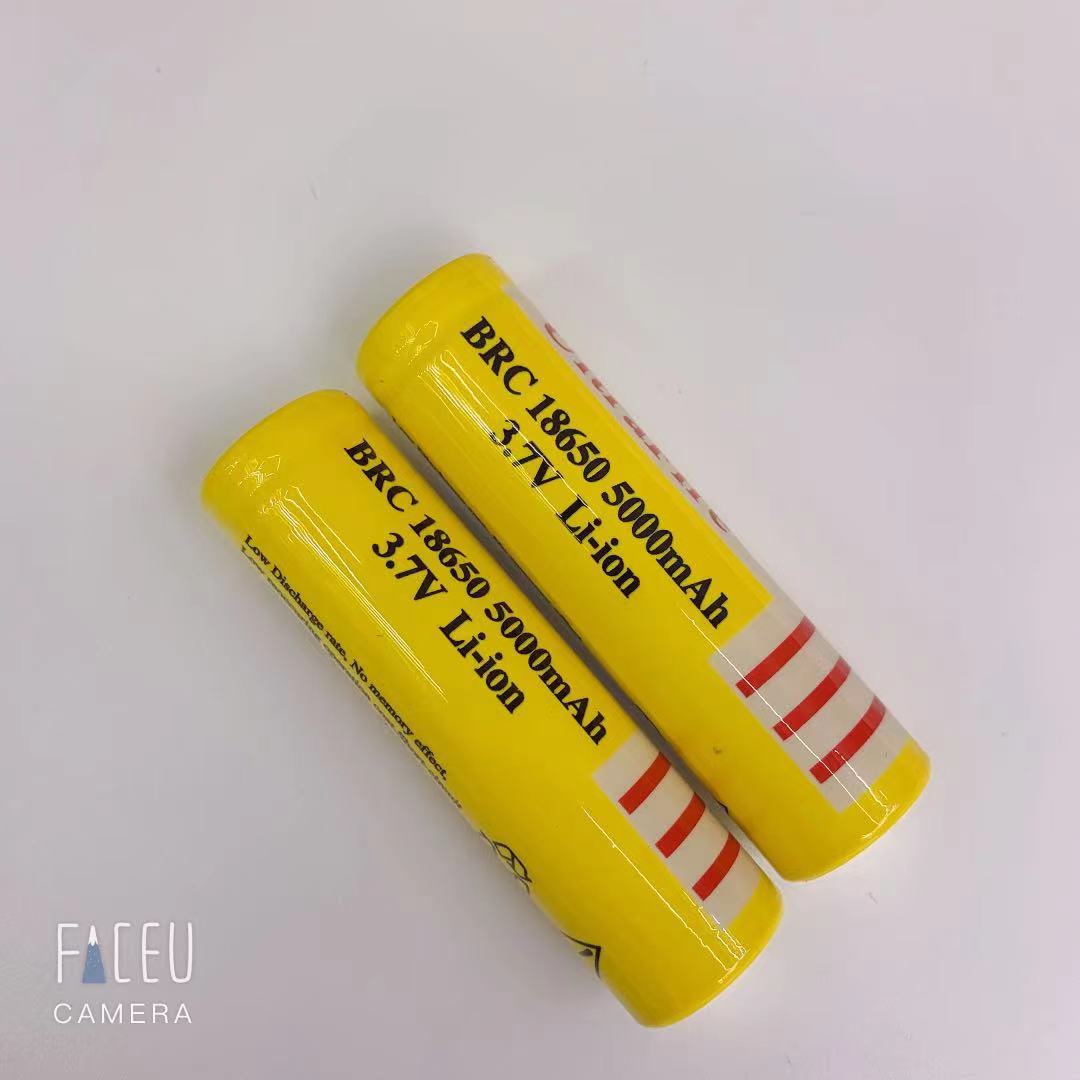 BRC 18650 5000mAh
3.7V Li-ion
BRC 18650 5000mAh
3.7V Li-ion
Low Discharge rate, No memory effect.
FACEU
CAMERA